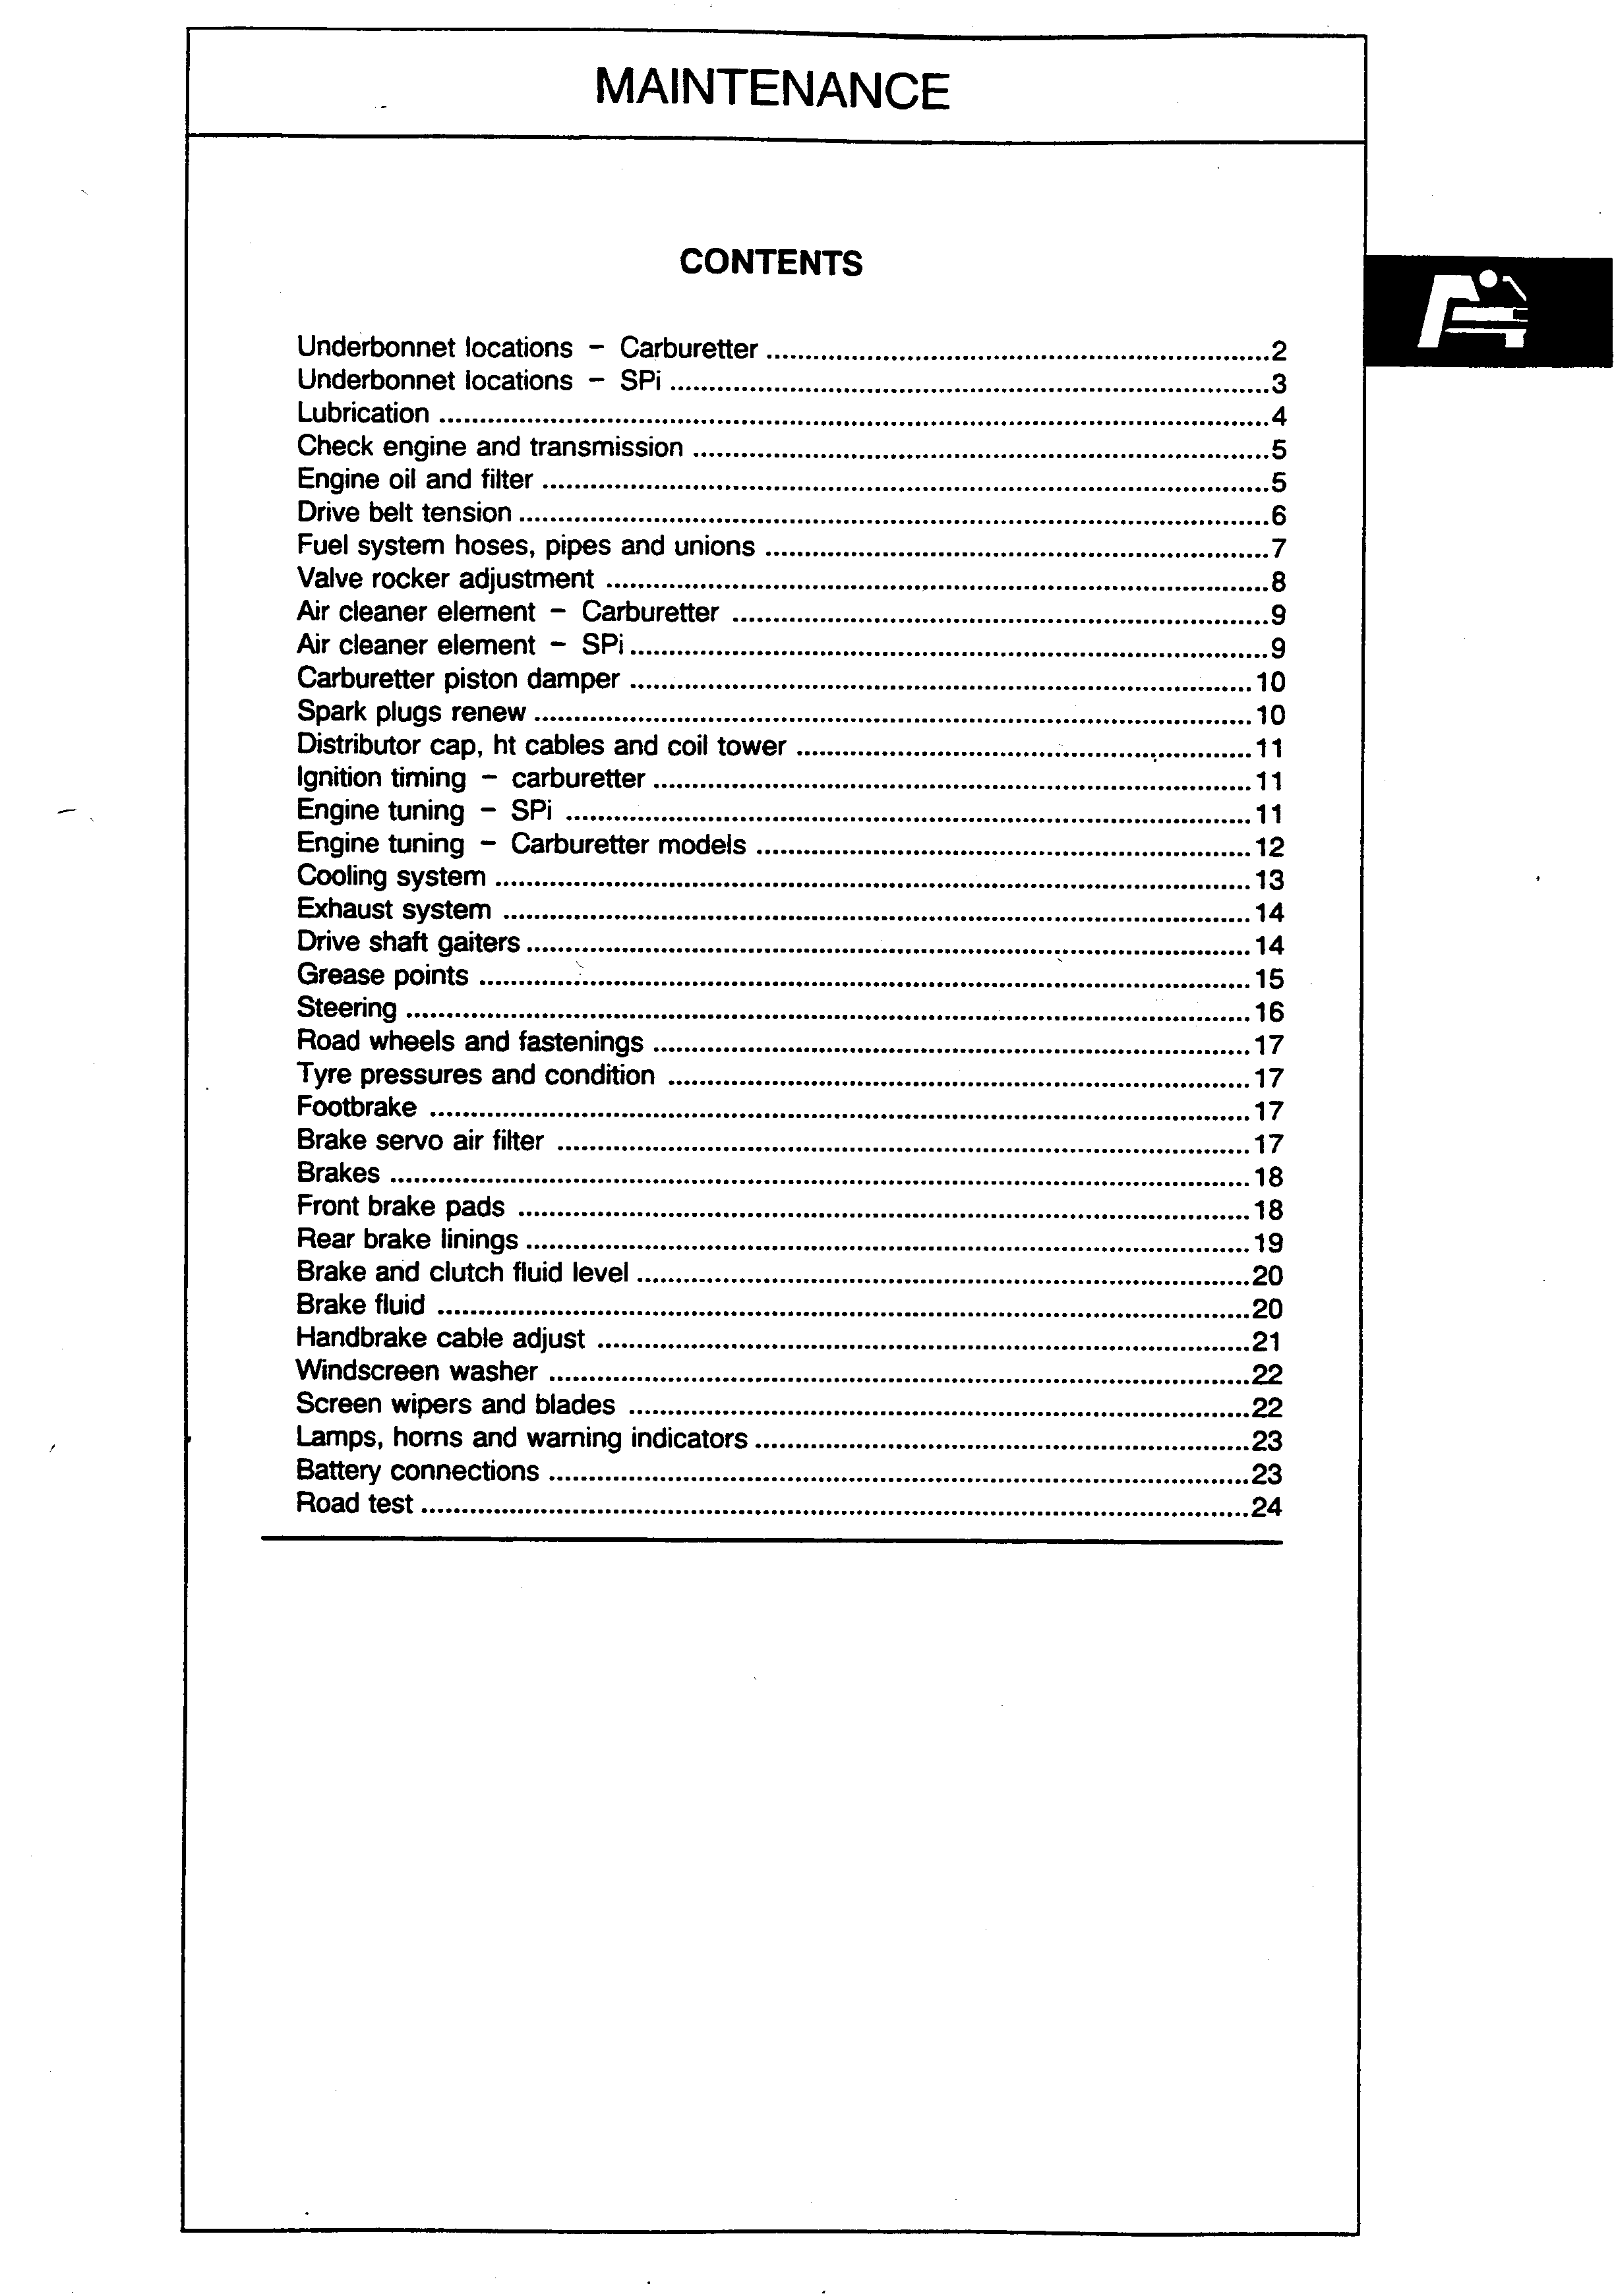 MAINTENANCE
CONTENTS
Underbonnet locations - Carburetter ........ 2
Underbonnet locations - SPi ........ 3
Lubrication ........ 4
Check engine and transmission ........ 5
Engine oil and filter ........ 5
Drive belt tension ........ 6
Fuel system hoses, pipes and unions ........ 7
Valve rocker adjustment ........ 8
Air cleaner element - Carburetter ........ 9
Air cleaner element - SPi ........ 9
Carburetter piston damper ........ 10
Spark plugs renew ........ 10
Distributor cap, ht cables and coil tower ........ 11
Ignition timing - carburetter ........ 11
Engine tuning - SPi ........ 11
Engine tuning - Carburetter models ........ 12
Cooling system ........ 13
Exhaust system ........ 14
Drive shaft gaiters ........ 14
Grease points ........ 15
Steering ........ 16
Road wheels and fastenings ........ 17
Tyre pressures and condition ........ 17
Footbrake ........ 17
Brake servo air filter ........ 17
Brakes ........ 18
Front brake pads ........ 18
Rear brake linings ........ 19
Brake and clutch fluid level ........ 20
Brake fluid ........ 20
Handbrake cable adjust ........ 21
Windscreen washer ........ 22
Screen wipers and blades ........ 22
Lamps, horns and warning indicators ........ 23
Battery connections ........ 23
Road test ........ 24